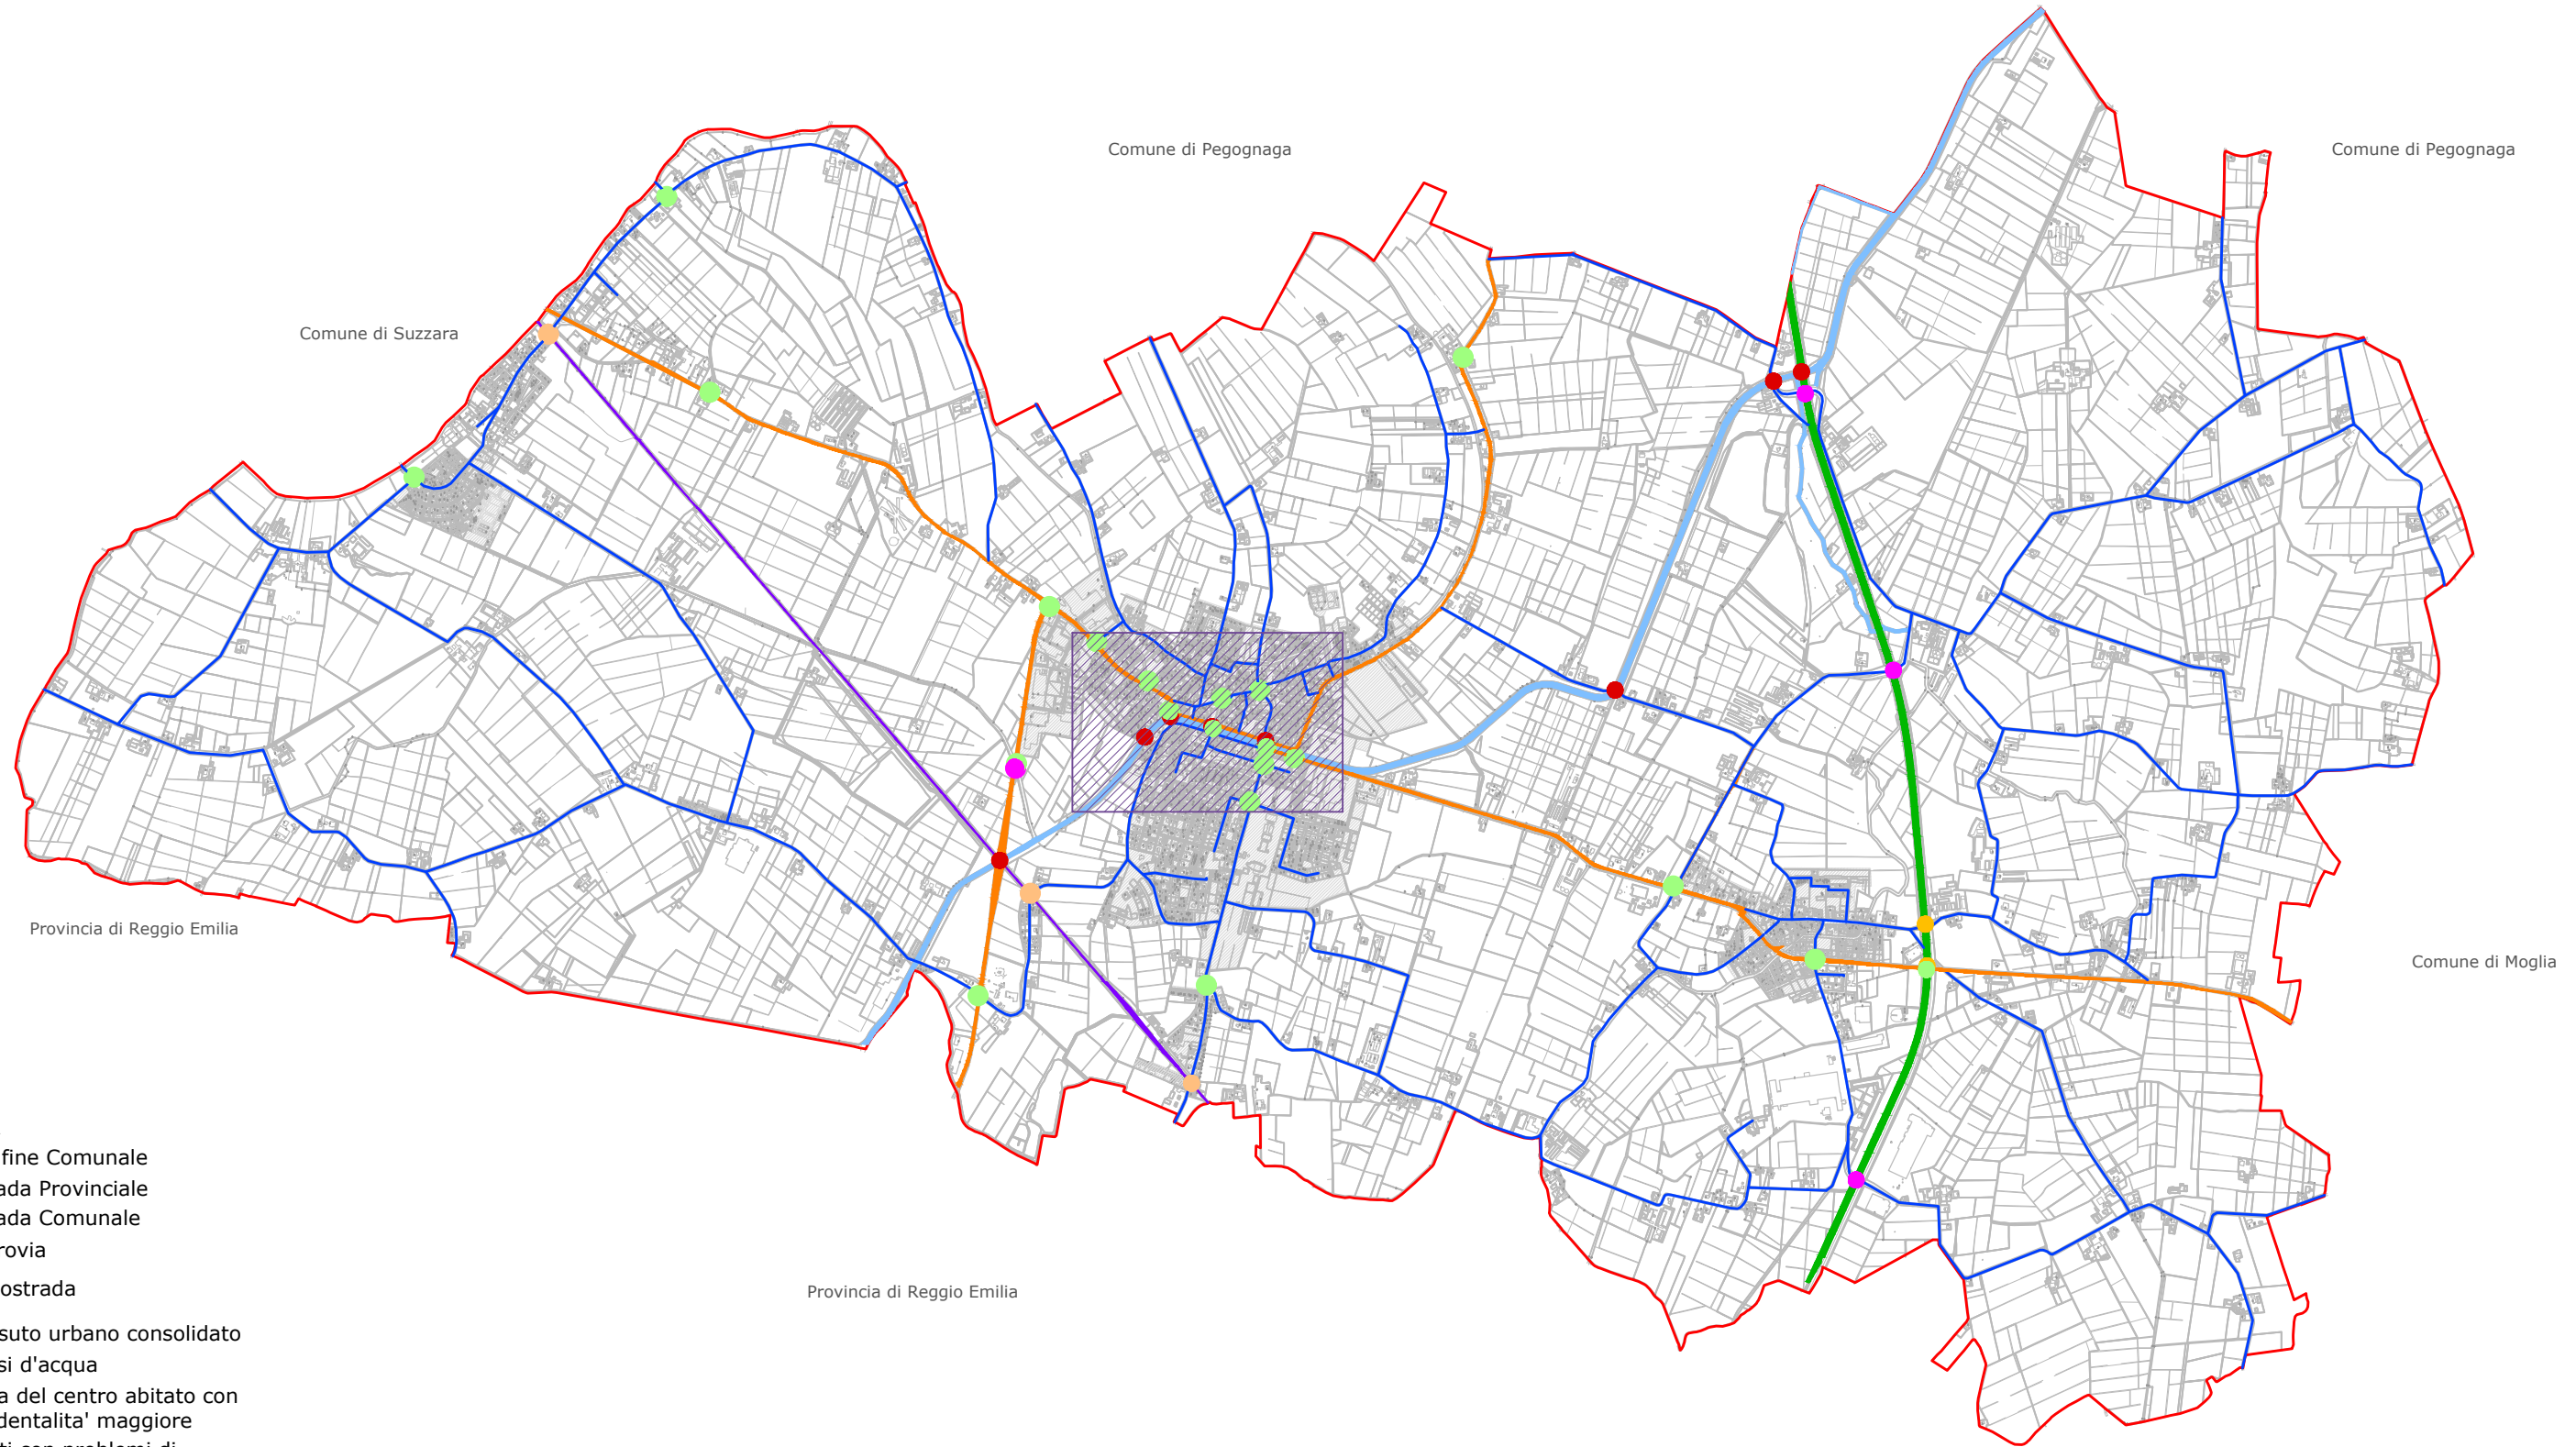 Comune di Pegognaga
Comune di Pegognaga
Comune di Suzzara
Provincia di Reggio Emilia
Comune di Moglia
Provincia di Reggio Emilia
fine Comunale
ada Provinciale
ada Comunale
rovia
ostrada
suto urbano consolidato
si d'acqua
a del centro abitato con
dentalita' maggiore